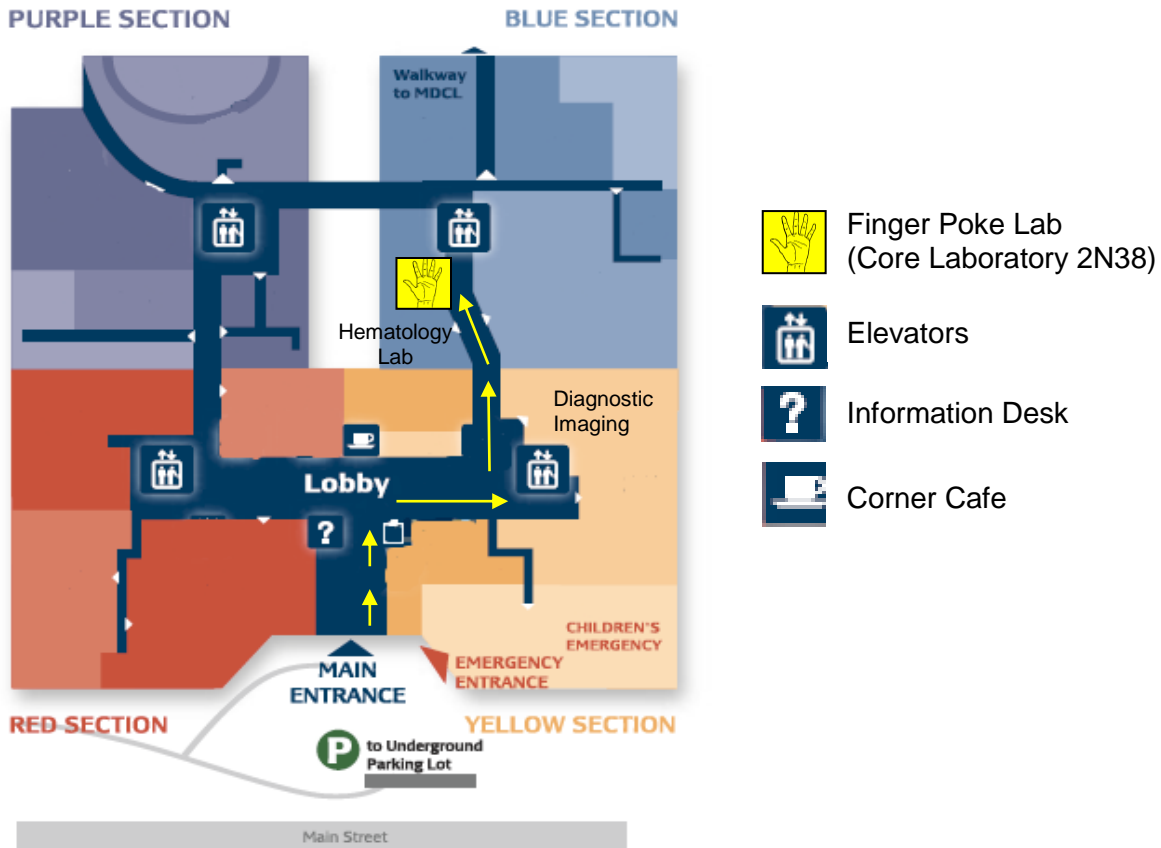 PURPLE SECTION
BLUE SECTION
Walkway
to MDCL
Hematology
Lab
Diagnostic
Imaging
Lobby
?
CHILDREN'S
EMERGENCY
EMERGENCY
ENTRANCE
MAIN
ENTRANCE
RED SECTION
YELLOW SECTION
P
to Underground
Parking Lot
Main Street
Finger Poke Lab
(Core Laboratory 2N38)
Elevators
?
Information Desk
Corner Cafe